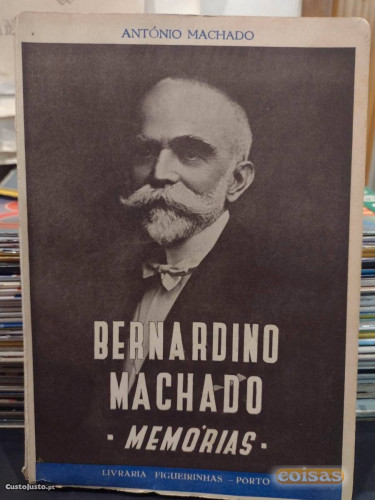 ANTÓNIO MACHADO
BERNARDINO
MACHADO
· MEMÓRIAS ·
LIVRARIA FIGUEIRINHAS — PORTO
coisas
CustoJusto.pt